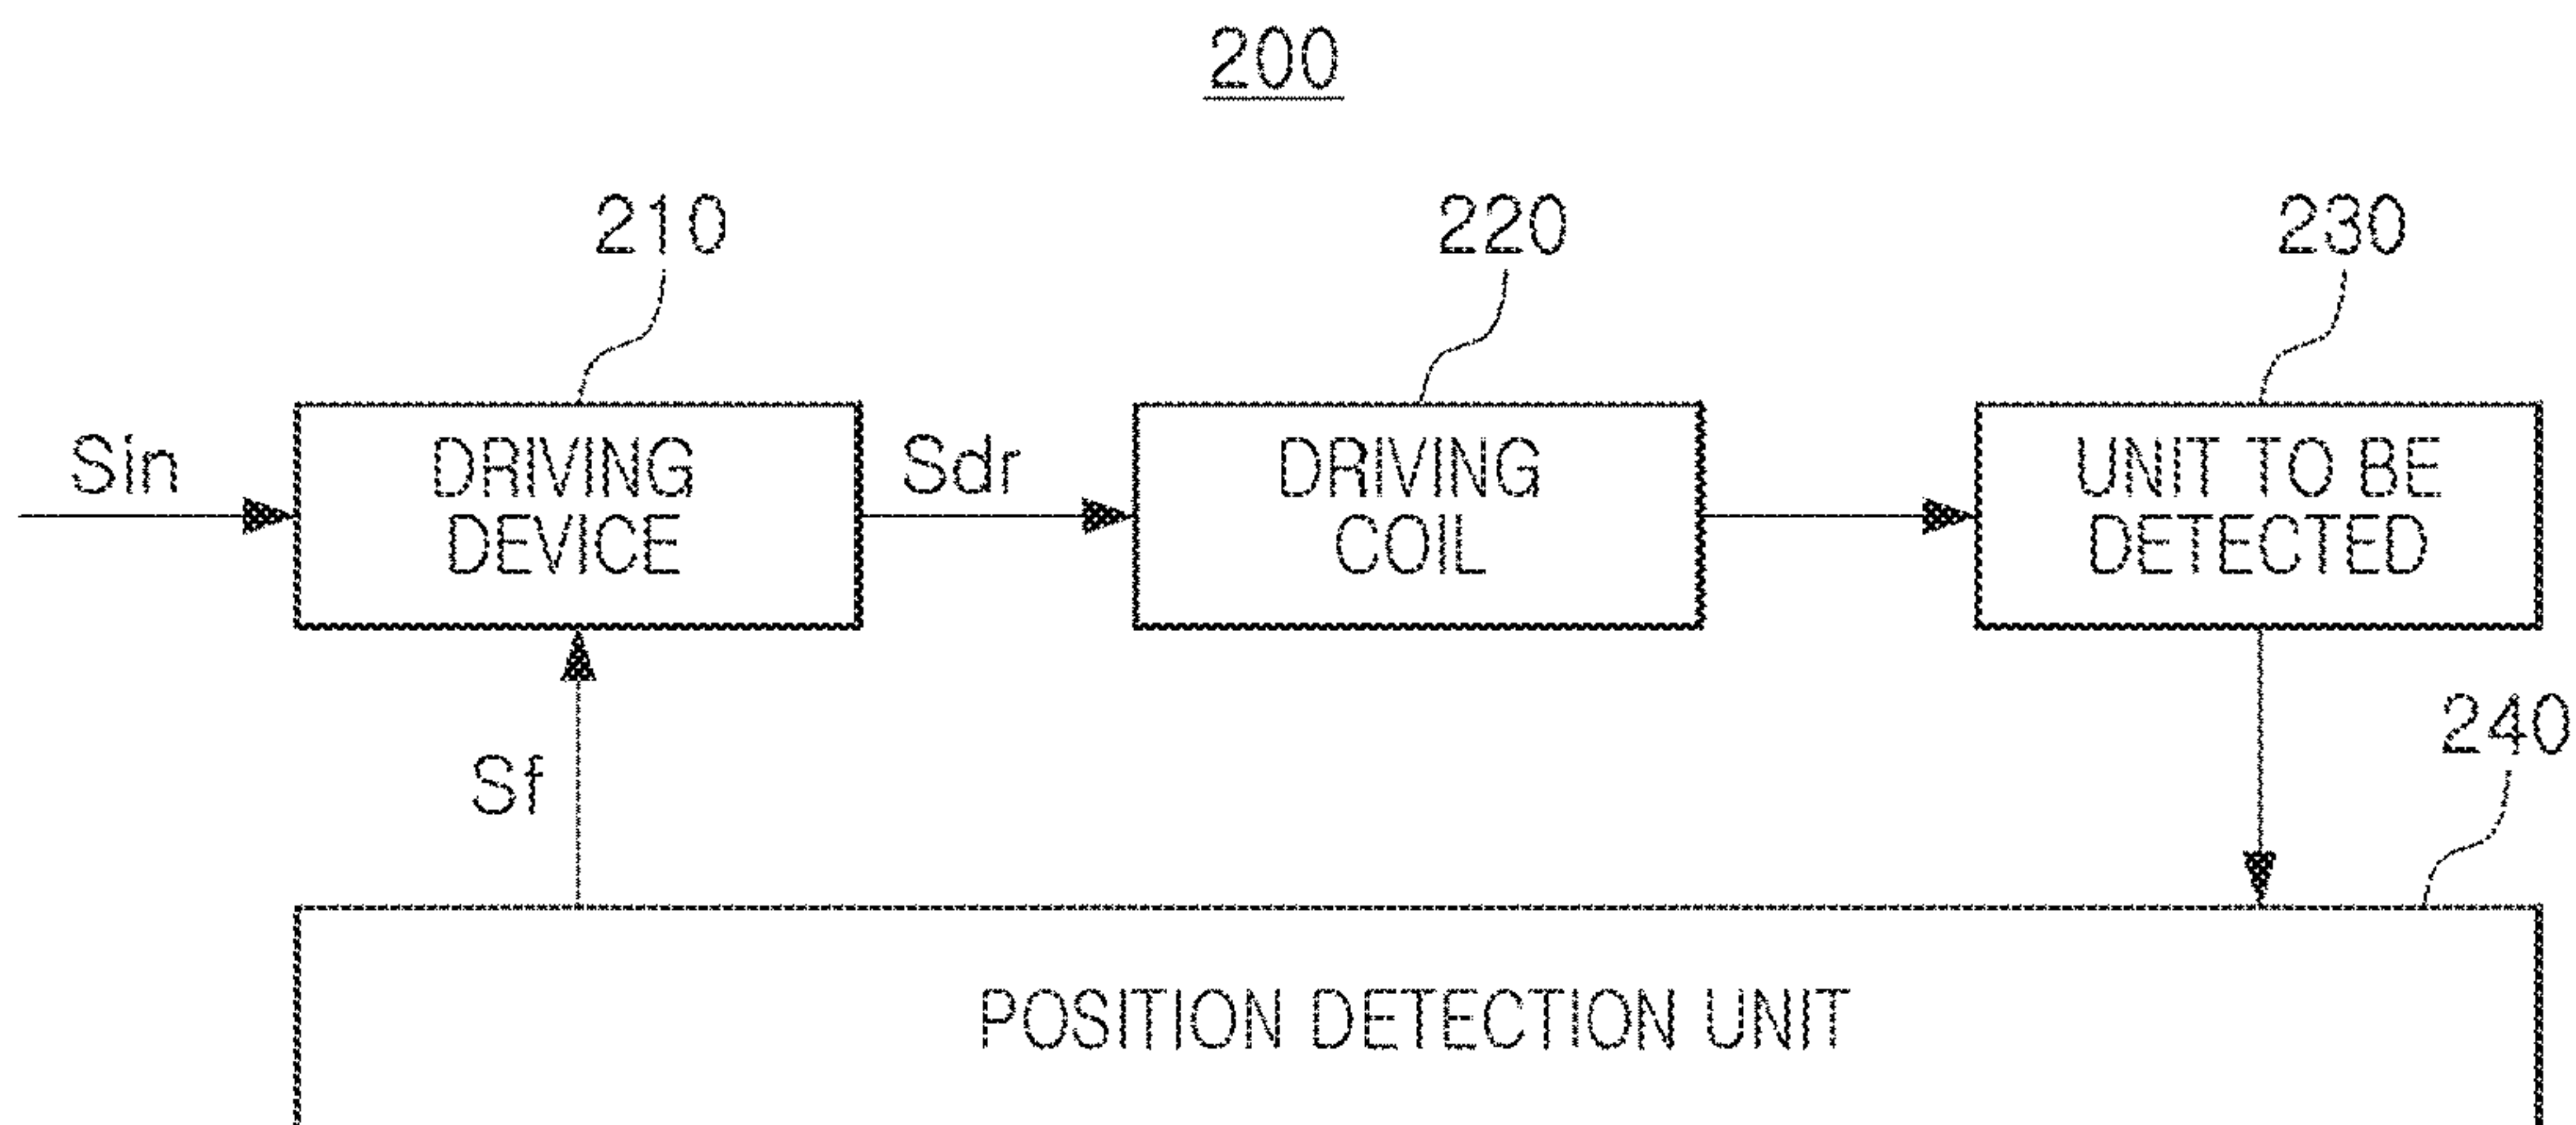 200
210
220
230
Sin
DRIVING
DEVICE
Sdr
DRIVING
COIL
UNIT TO BE
DETECTED
Sf
240
POSITION DETECTION UNIT